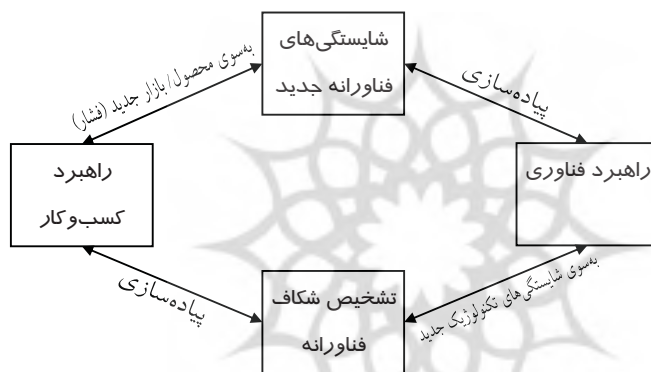 شایستگی‌های
فناورانه جدید
به‌سوی محصول/بازار جدید (فشار)
پیاده‌سازی
راهبرد فناوری
راهبرد
کسب‌وکار
به‌سوی شایستگی‌های تکنولوژیک جدید
پیاده‌سازی
تشخیص شکاف
فناورانه